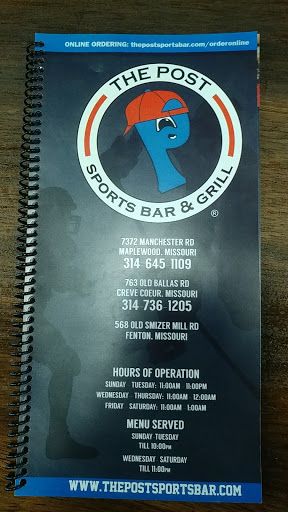 ONLINE ORDERING: thepostsportsbar.com/orderonline
THE POST
SPORTS BAR & GRILL
®
7372 MANCHESTER RD
MAPLEWOOD, MISSOURI
314-645-1109
763 OLD BALLAS RD
CREVE COEUR, MISSOURI
314-736-1205
568 OLD SMIZER MILL RD
FENTON, MISSOURI
HOURS OF OPERATION
SUNDAY TUESDAY: 11:00AM 11:00PM
WEDNESDAY THURSDAY: 11:00AM 12:00AM
FRIDAY SATURDAY: 11:00AM 1:00AM
MENU SERVED
SUNDAY TUESDAY
TILL 10:00PM
WEDNESDAY SATURDAY
TILL 11:00PM
WWW.THEPOSTSPORTSBAR.COM